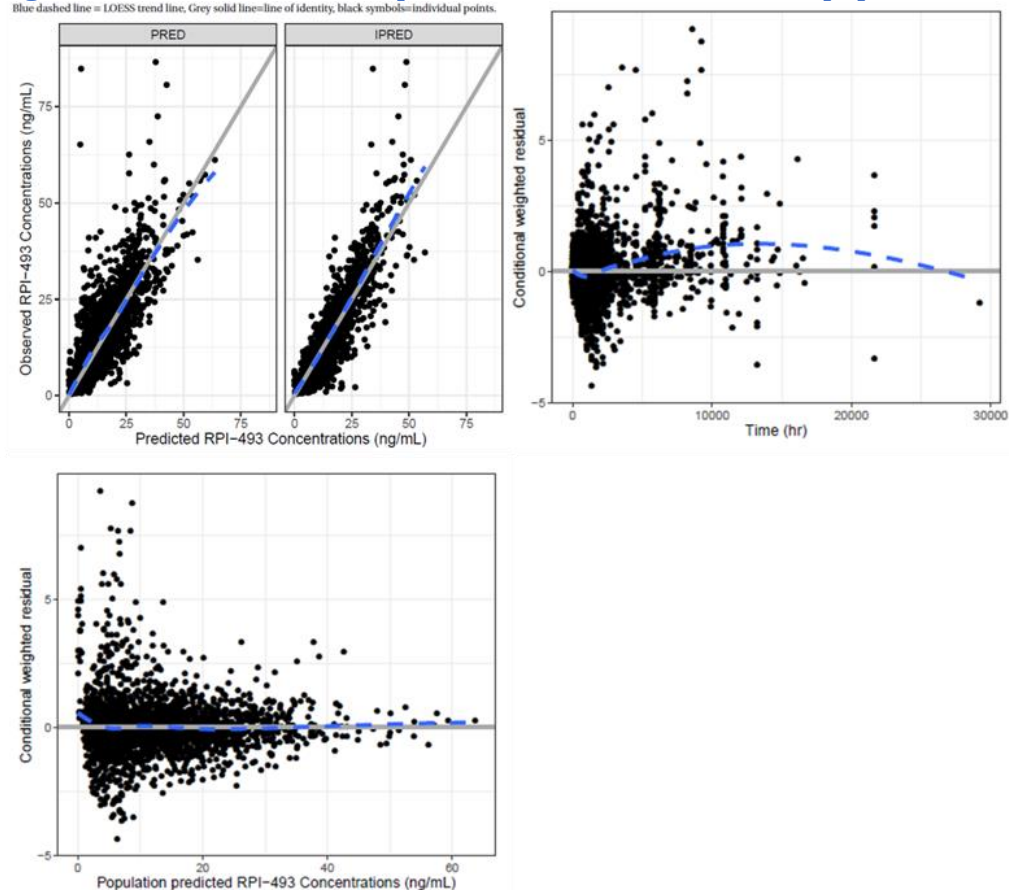 Blue dashed line = LOESS trend line, Grey solid line=line of identity, black symbols=individual points.
PRED
IPRED
Observed RPI−493 Concentrations (ng/mL)
75
50
25
0
0
25
50
75
0
25
50
75
Predicted RPI−493 Concentrations (ng/mL)
Conditional weighted residual
5
0
−5
0
10000
20000
30000
Time (hr)
Conditional weighted residual
5
0
−5
0
20
40
60
Population predicted RPI−493 Concentrations (ng/mL)